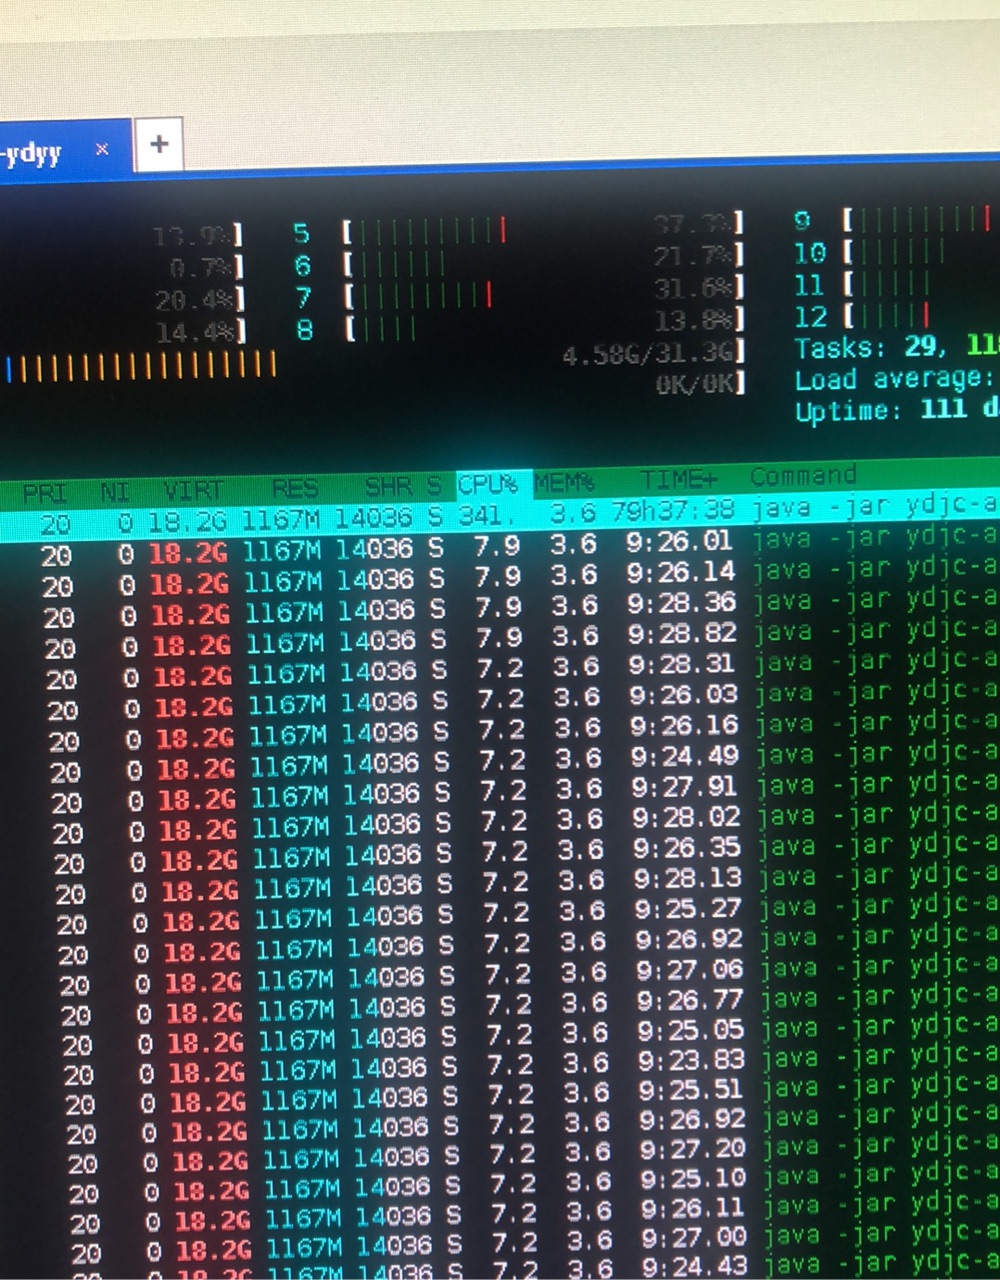 -ydyy × +
13.9%] 5 [ 37.3%] 9 [
0.7%] 6 [ 21.7%] 10 [
20.4%] 7 [ 31.6%] 11 [
14.4%] 8 [ 13.8%] 12 [
4.58G/31.3G] Tasks: 29, 11
0K/0K] Load average:
Uptime: 111 d
PRI NI VIRT RES SHR S CPU% MEM% TIME+ Command
20 0 18.2G 1167M 14036 S 341. 3.6 79h37:38 java -jar ydjc-a
20 0 18.2G 1167M 14036 S 7.9 3.6 9:26.01 java -jar ydjc-a
20 0 18.2G 1167M 14036 S 7.9 3.6 9:26.14 java -jar ydjc-a
20 0 18.2G 1167M 14036 S 7.9 3.6 9:28.36 java -jar ydjc-a
20 0 18.2G 1167M 14036 S 7.9 3.6 9:28.82 java -jar ydjc-a
20 0 18.2G 1167M 14036 S 7.2 3.6 9:28.31 java -jar ydjc-a
20 0 18.2G 1167M 14036 S 7.2 3.6 9:26.03 java -jar ydjc-a
20 0 18.2G 1167M 14036 S 7.2 3.6 9:26.16 java -jar ydjc-a
20 0 18.2G 1167M 14036 S 7.2 3.6 9:24.49 java -jar ydjc-a
20 0 18.2G 1167M 14036 S 7.2 3.6 9:27.91 java -jar ydjc-a
20 0 18.2G 1167M 14036 S 7.2 3.6 9:28.02 java -jar ydjc-a
20 0 18.2G 1167M 14036 S 7.2 3.6 9:26.35 java -jar ydjc-a
20 0 18.2G 1167M 14036 S 7.2 3.6 9:28.13 java -jar ydjc-a
20 0 18.2G 1167M 14036 S 7.2 3.6 9:25.27 java -jar ydjc-a
20 0 18.2G 1167M 14036 S 7.2 3.6 9:26.92 java -jar ydjc-a
20 0 18.2G 1167M 14036 S 7.2 3.6 9:27.06 java -jar ydjc-a
20 0 18.2G 1167M 14036 S 7.2 3.6 9:26.77 java -jar ydjc-a
20 0 18.2G 1167M 14036 S 7.2 3.6 9:25.05 java -jar ydjc-a
20 0 18.2G 1167M 14036 S 7.2 3.6 9:23.83 java -jar ydjc-a
20 0 18.2G 1167M 14036 S 7.2 3.6 9:25.51 java -jar ydjc-a
20 0 18.2G 1167M 14036 S 7.2 3.6 9:26.92 java -jar ydjc-a
20 0 18.2G 1167M 14036 S 7.2 3.6 9:27.20 java -jar ydjc-a
20 0 18.2G 1167M 14036 S 7.2 3.6 9:25.10 java -jar ydjc-a
20 0 18.2G 1167M 14036 S 7.2 3.6 9:26.11 java -jar ydjc-a
20 0 18.2G 1167M 14036 S 7.2 3.6 9:27.00 java -jar ydjc-a
20 0 18.2G 1167M 14036 S 7.2 3.6 9:24.43 java -jar ydjc-a